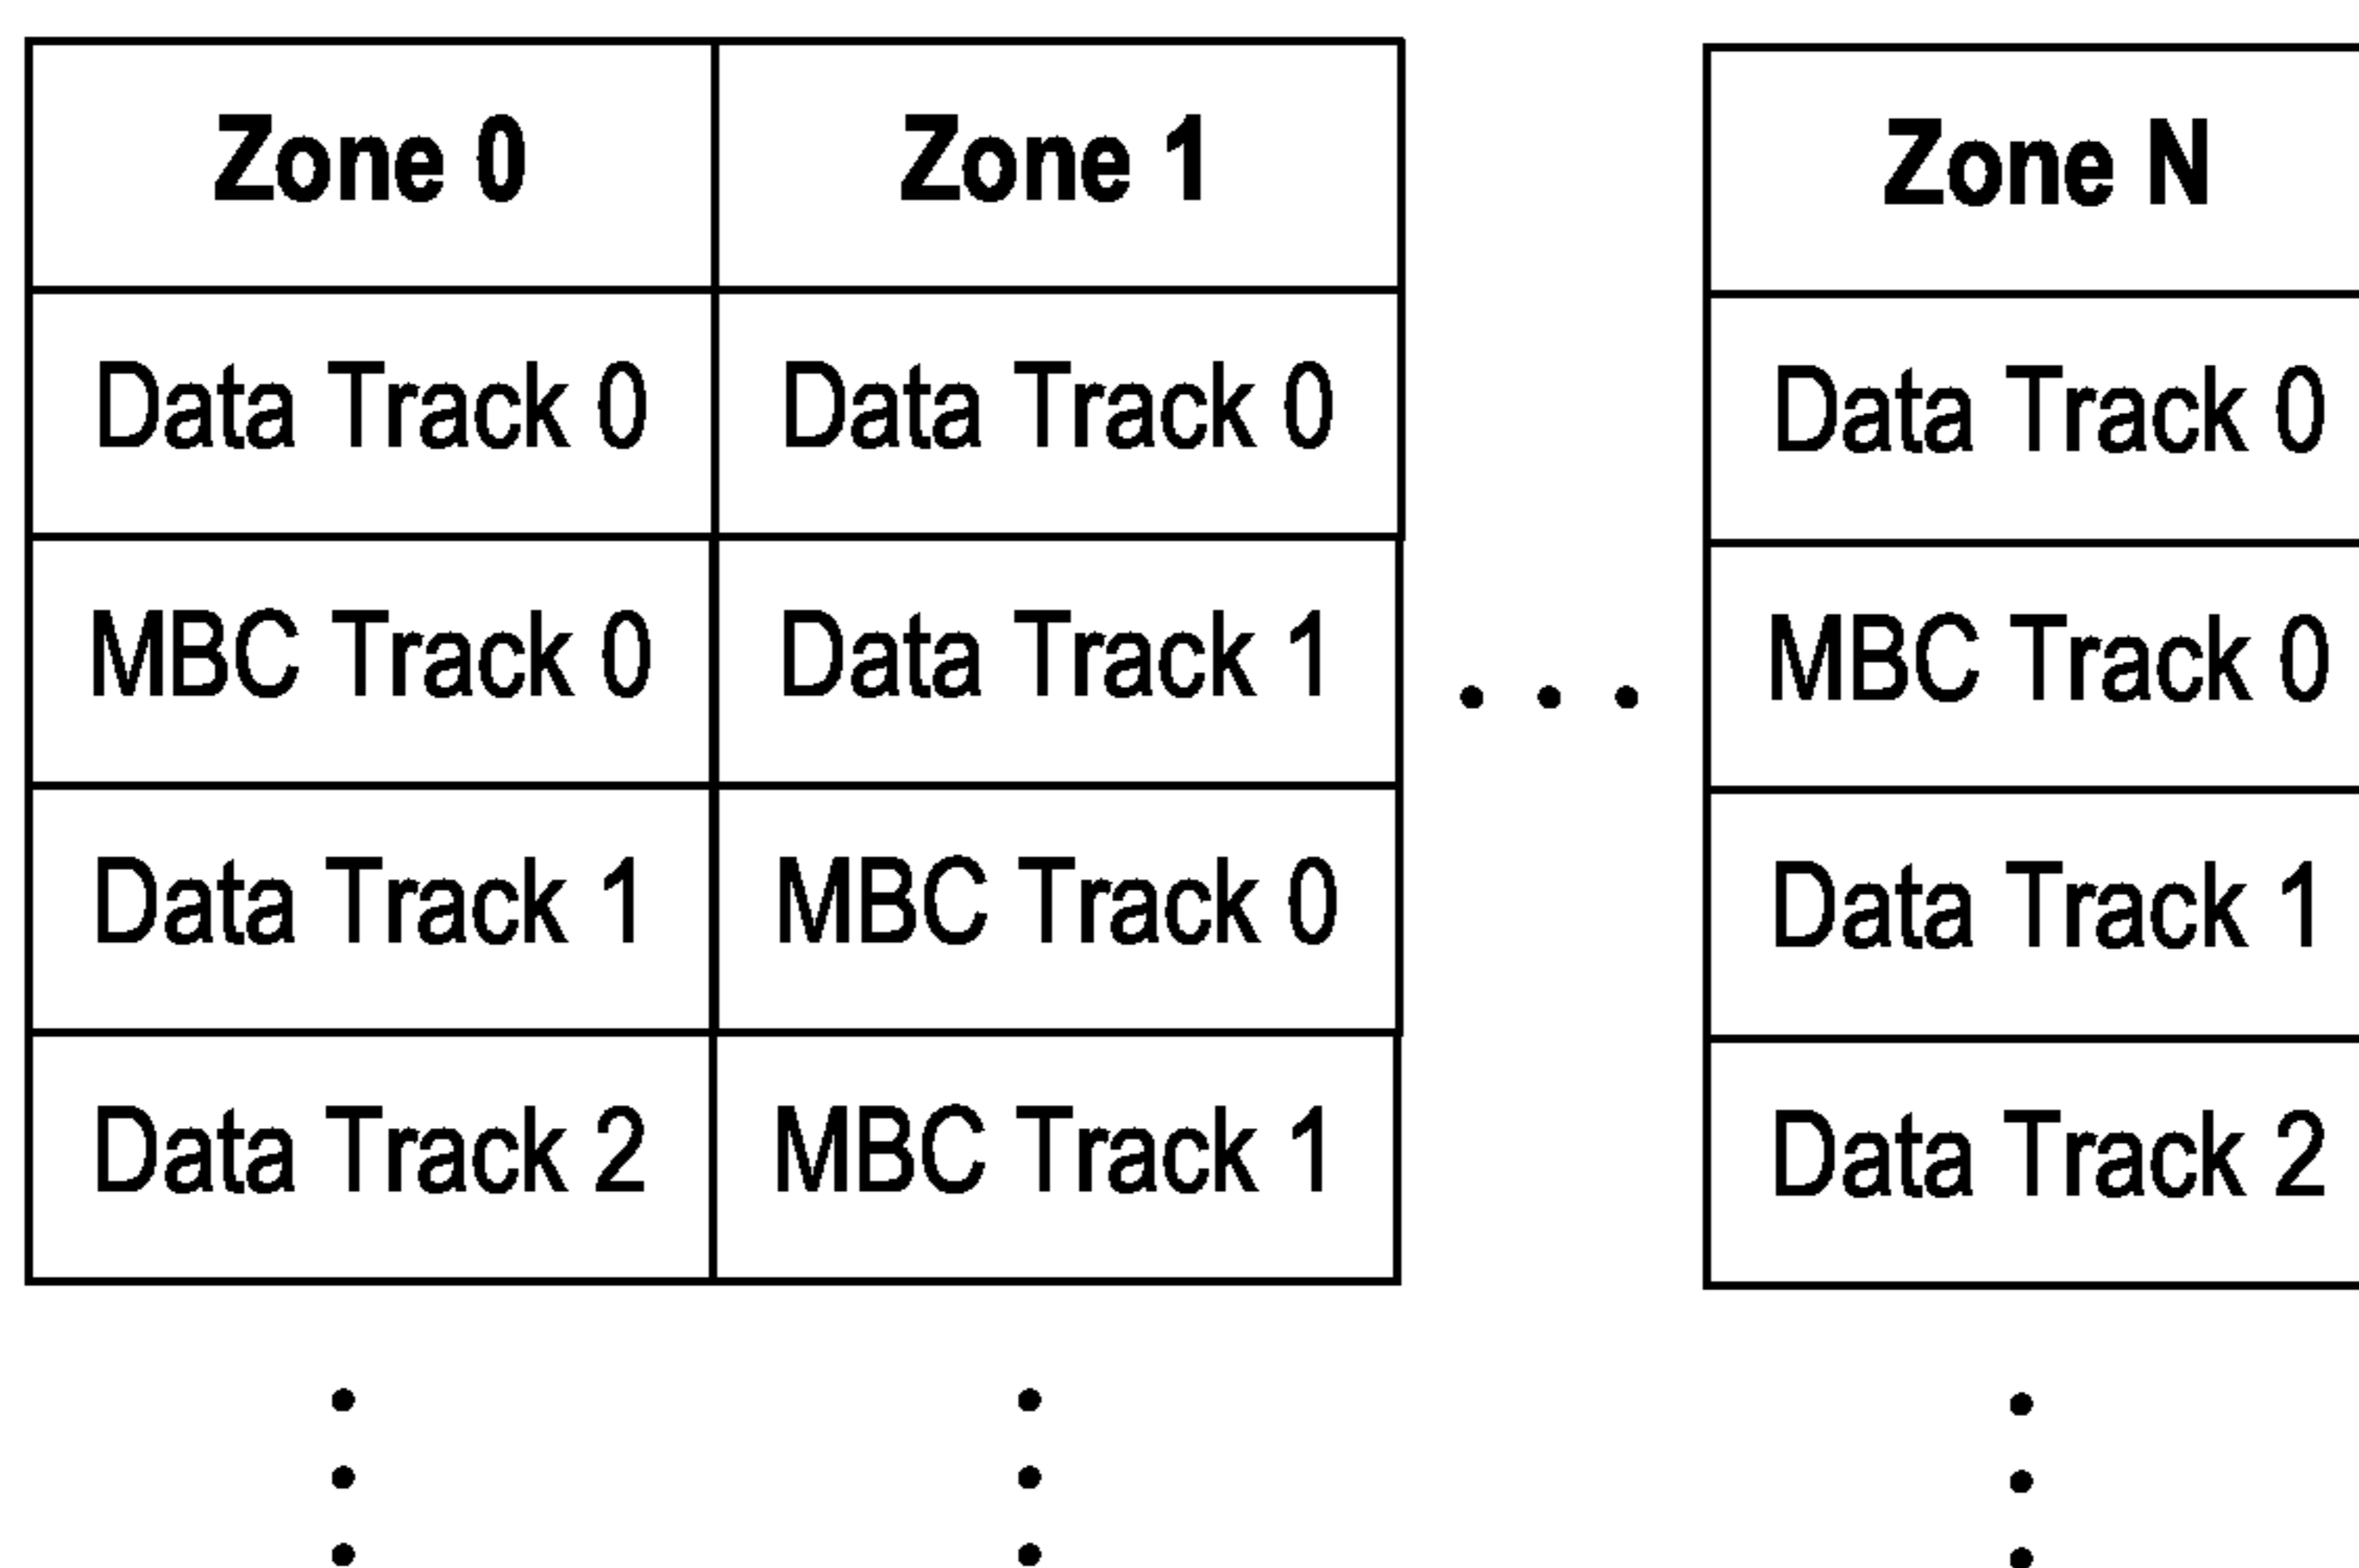 Zone 0 Zone 1 Zone N
Data Track 0 Data Track 0 Data Track 0
MBC Track 0 Data Track 1 . . . MBC Track 0
Data Track 1 MBC Track 0 Data Track 1
Data Track 2 MBC Track 1 Data Track 2